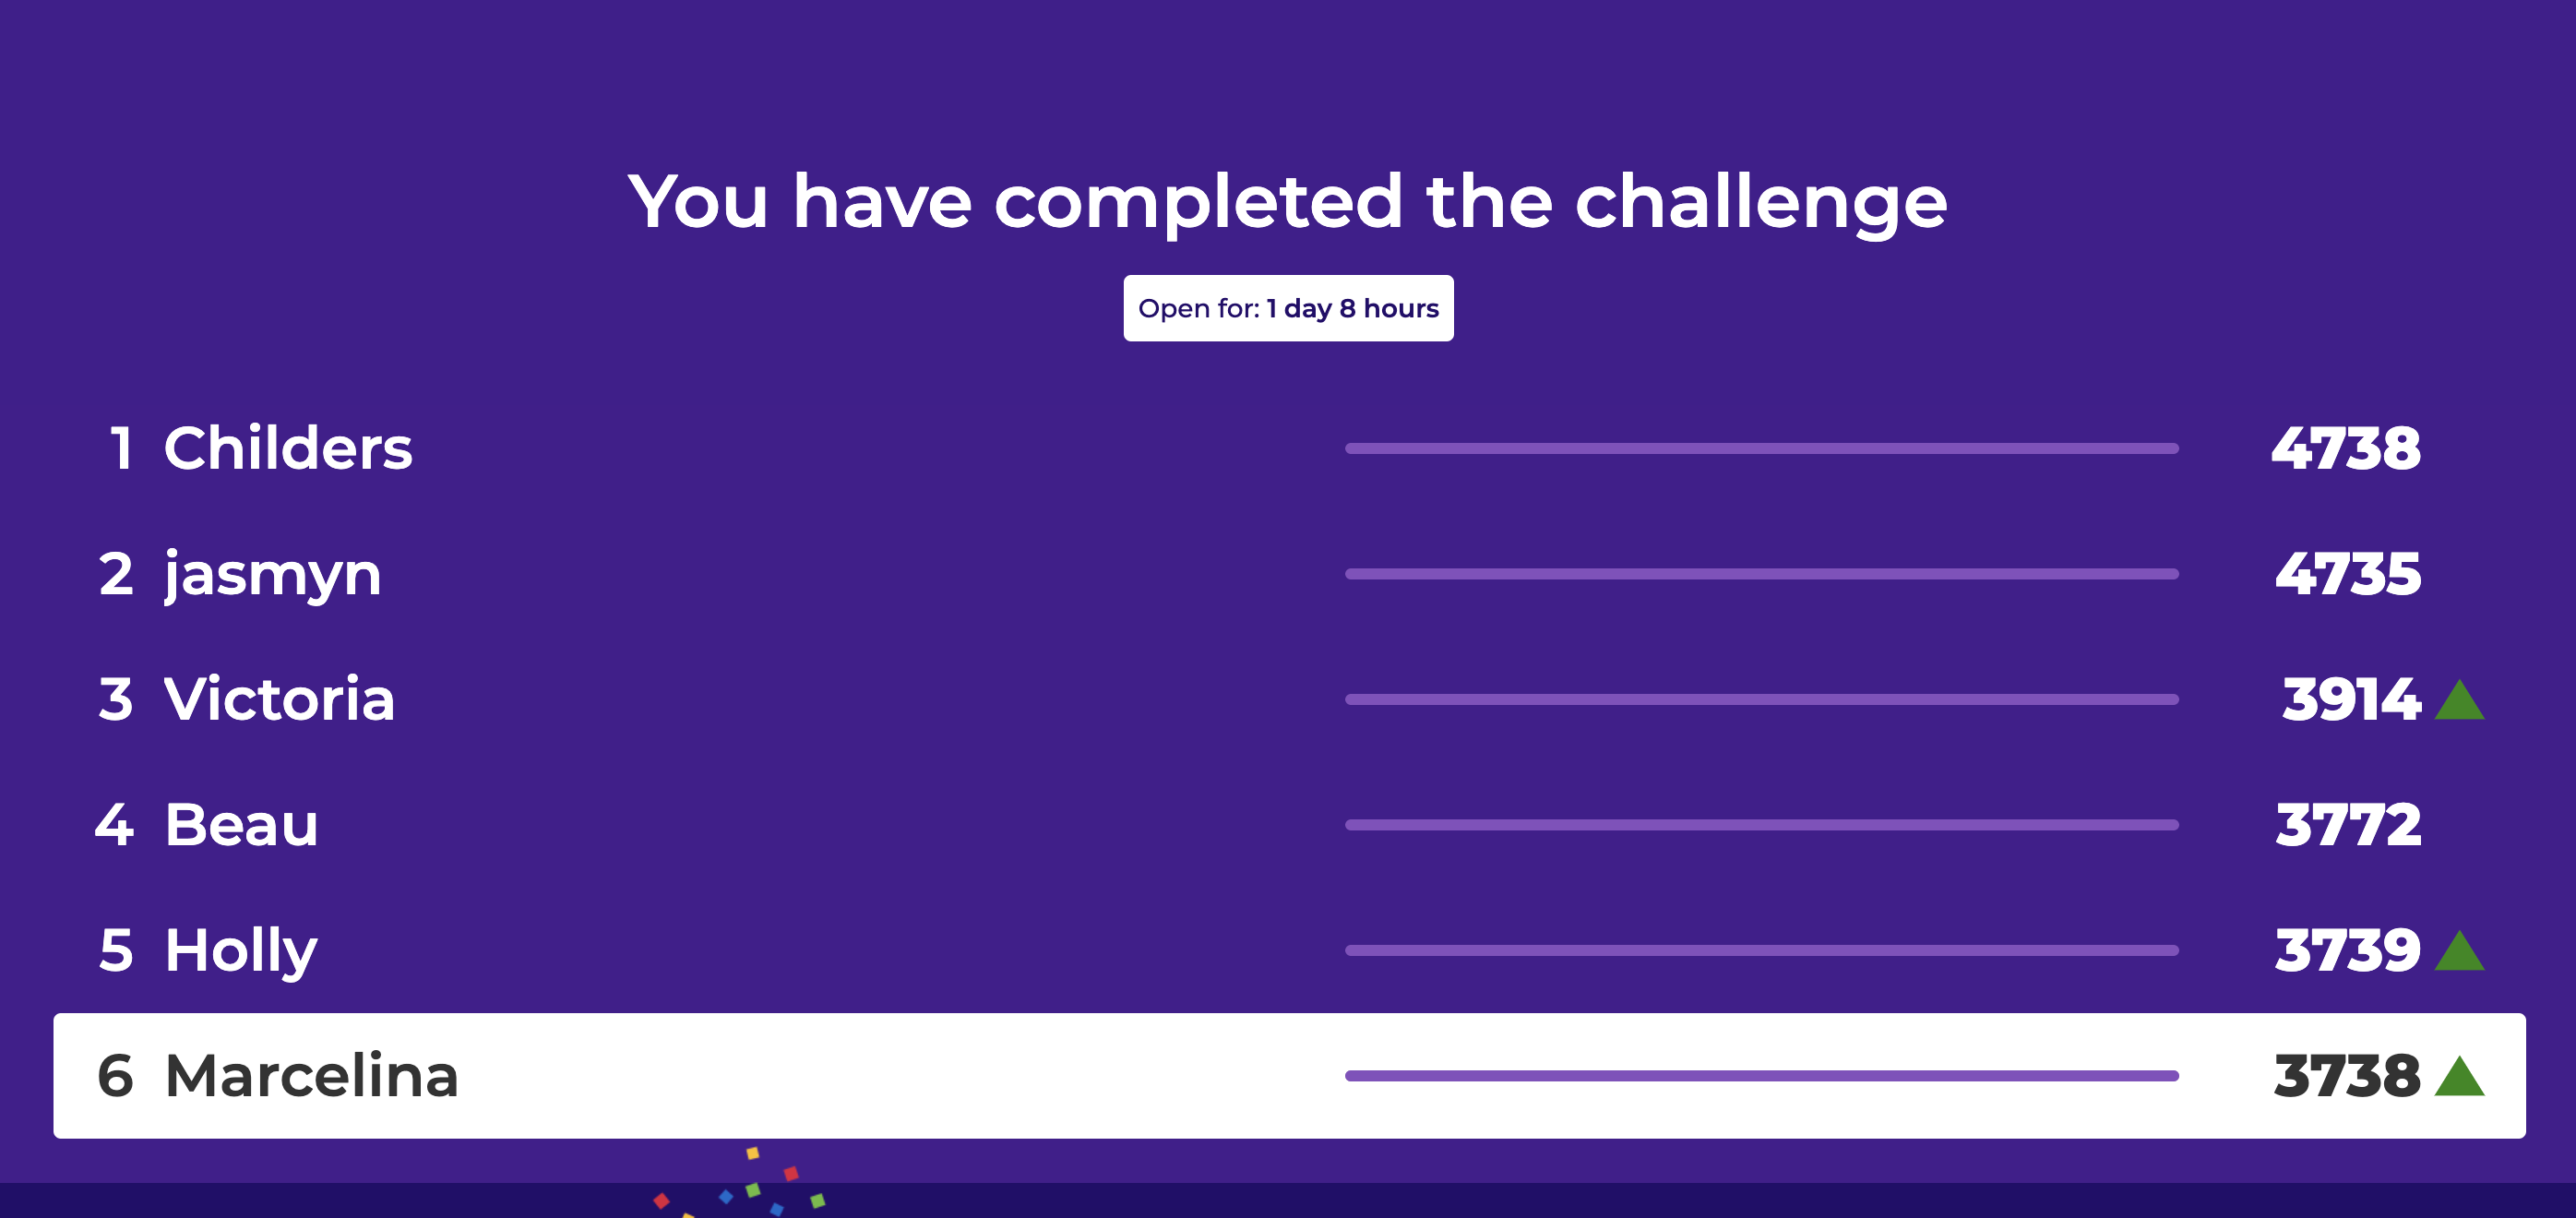 You have completed the challenge
Open for: 1 day 8 hours
1 Childers 4738
2 jasmyn 4735
3 Victoria 3914
4 Beau 3772
5 Holly 3739
6 Marcelina 3738